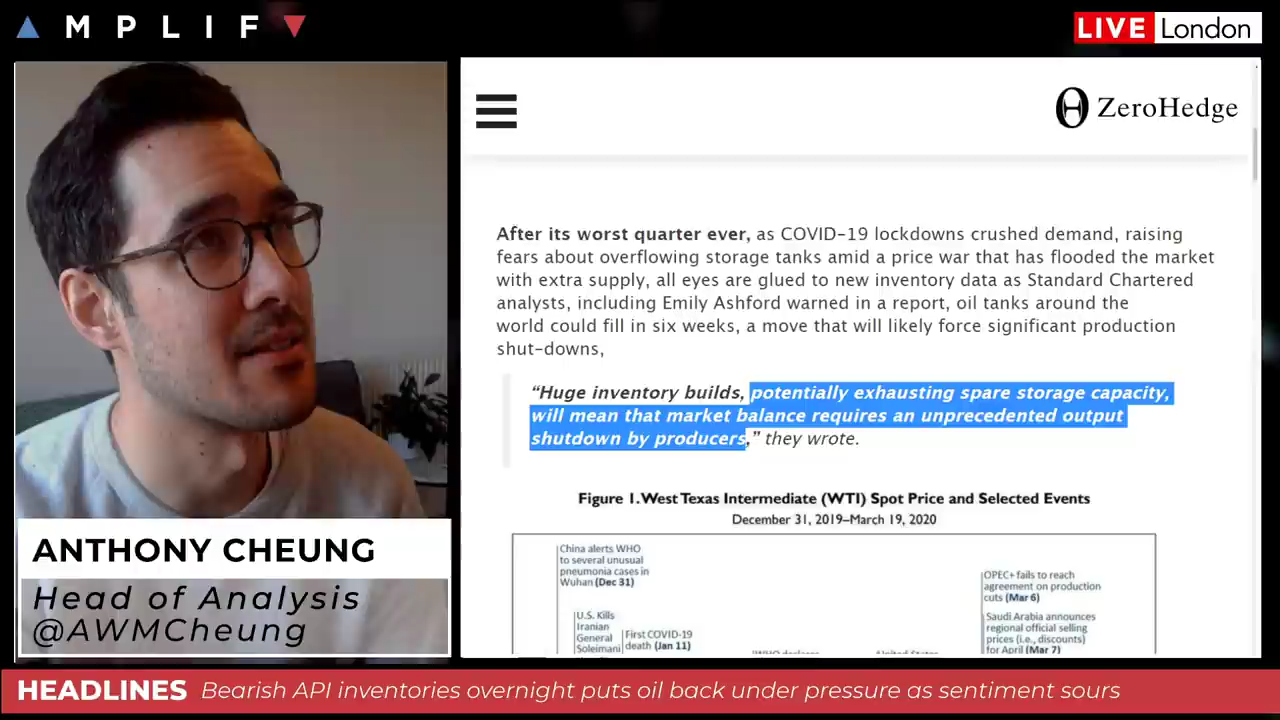 AMPLIFY
LIVE London
ZeroHedge
After its worst quarter ever, as COVID-19 lockdowns crushed demand, raising
fears about overflowing storage tanks amid a price war that has flooded the market
with extra supply, all eyes are glued to new inventory data as Standard Chartered
analysts, including Emily Ashford warned in a report, oil tanks around the
world could fill in six weeks, a move that will likely force significant production
shut-downs,
“Huge inventory builds, potentially exhausting spare storage capacity,
will mean that market balance requires an unprecedented output
shutdown by producers,” they wrote.
Figure 1. West Texas Intermediate (WTI) Spot Price and Selected Events
December 31, 2019–March 19, 2020
China alerts WHO
to several unusual
pneumonia cases in
Wuhan (Dec 31)
U.S. Kills
Iranian
General
Soleimani
First COVID-19
death (Jan 11)
OPEC+ fails to reach
agreement on production
cuts (Mar 6)
Saudi Arabia announces
regional official selling
prices (i.e., discounts)
for April (Mar 7)
ANTHONY CHEUNG
Head of Analysis
@AWMCheung
HEADLINES Bearish API inventories overnight puts oil back under pressure as sentiment sours